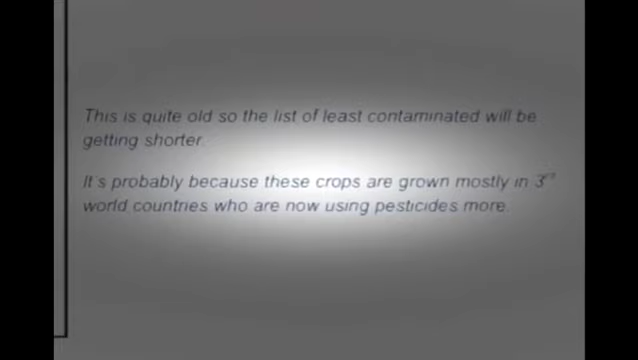 This is quite old so the list of least contaminated will be
getting shorter.
It's probably because these crops are grown mostly in 3rd
world countries who are now using pesticides more.